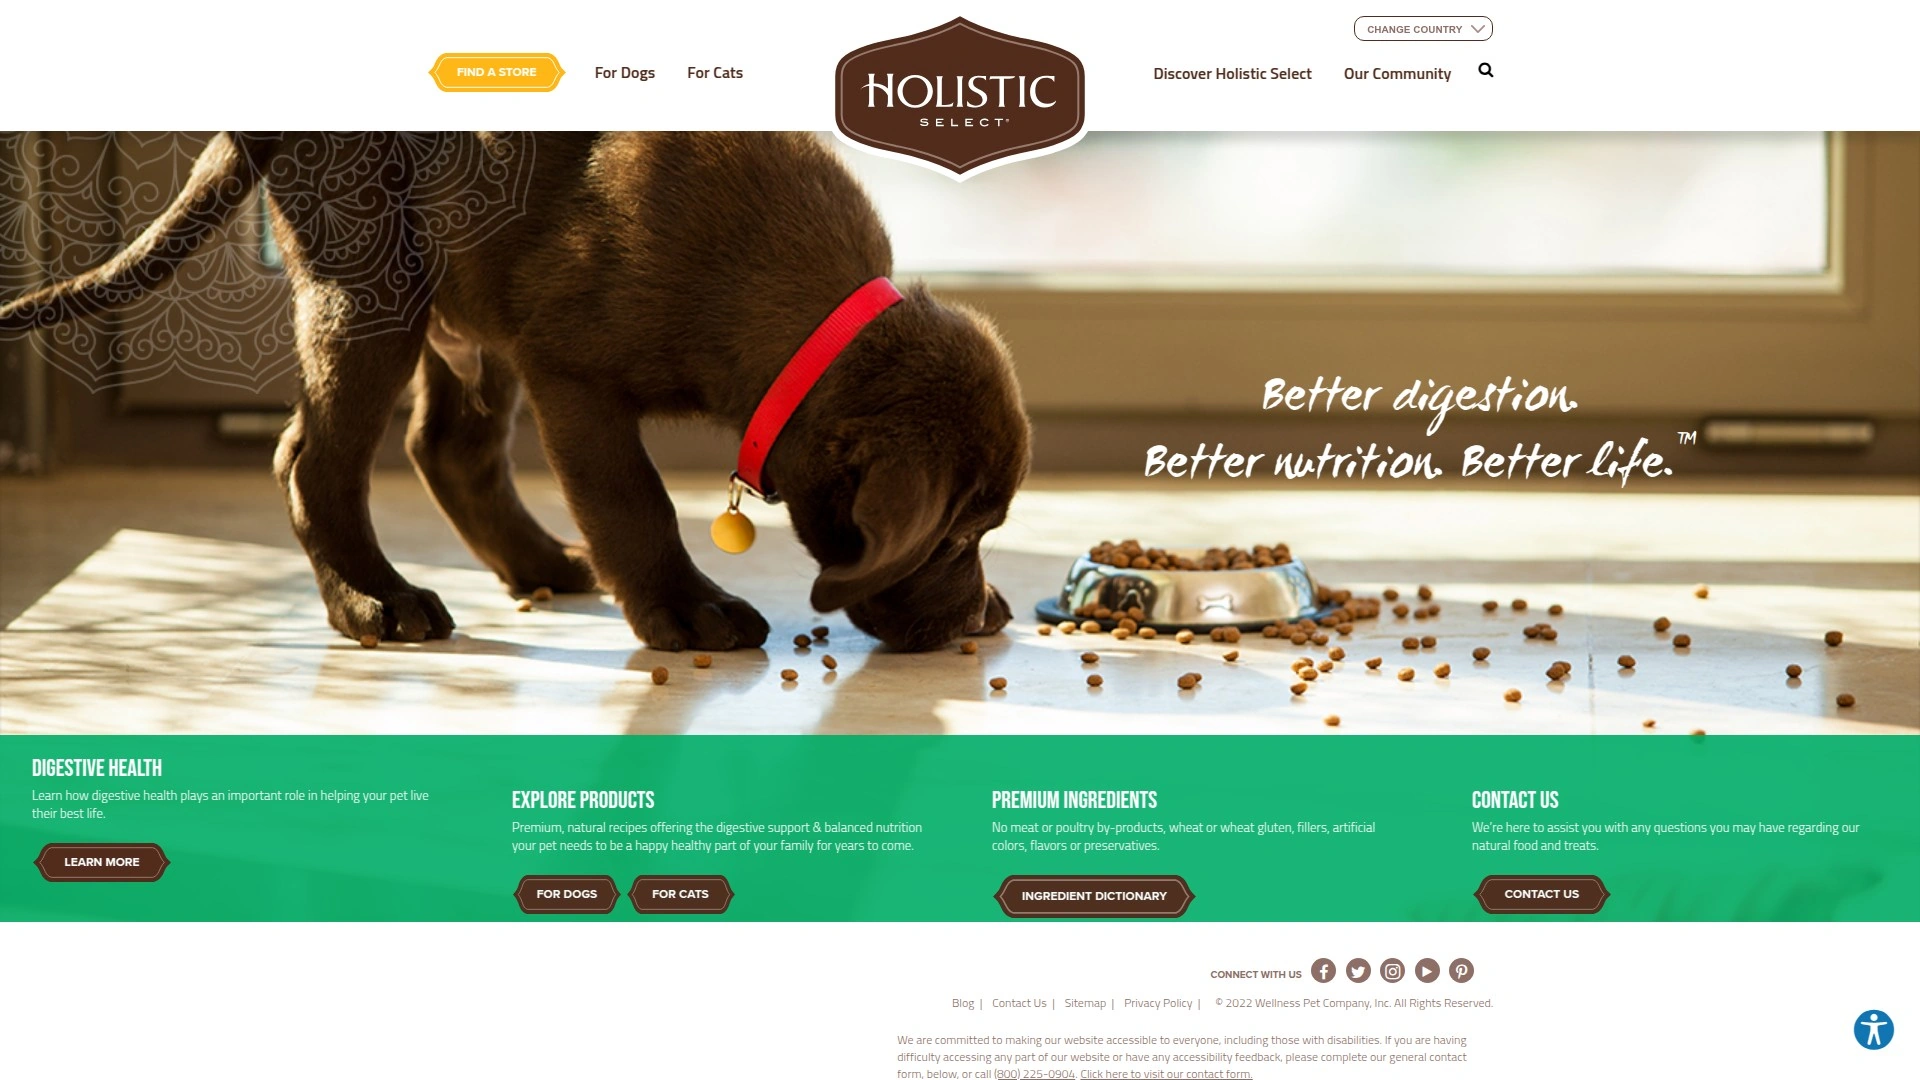 CHANGE COUNTRY
FIND A STORE
For Dogs
For Cats
HOLISTIC
SELECT®
Discover Holistic Select
Our Community
Better digestion.
Better nutrition. Better life.™
DIGESTIVE HEALTH
Learn how digestive health plays an important role in helping your pet live
their best life.
LEARN MORE
EXPLORE PRODUCTS
Premium, natural recipes offering the digestive support & balanced nutrition
your pet needs to be a happy healthy part of your family for years to come.
FOR DOGS
FOR CATS
PREMIUM INGREDIENTS
No meat or poultry by-products, wheat or wheat gluten, fillers, artificial
colors, flavors or preservatives.
INGREDIENT DICTIONARY
CONTACT US
We're here to assist you with any questions you may have regarding our
natural food and treats.
CONTACT US
CONNECT WITH US
Blog | Contact Us | Sitemap | Privacy Policy | © 2022 Wellness Pet Company, Inc. All Rights Reserved.
We are committed to making our website accessible to everyone, including those with disabilities. If you are having
difficulty accessing any part of our website or have any accessibility feedback, please complete our general contact
form, below, or call (800) 225-0904. Click here to visit our contact form.